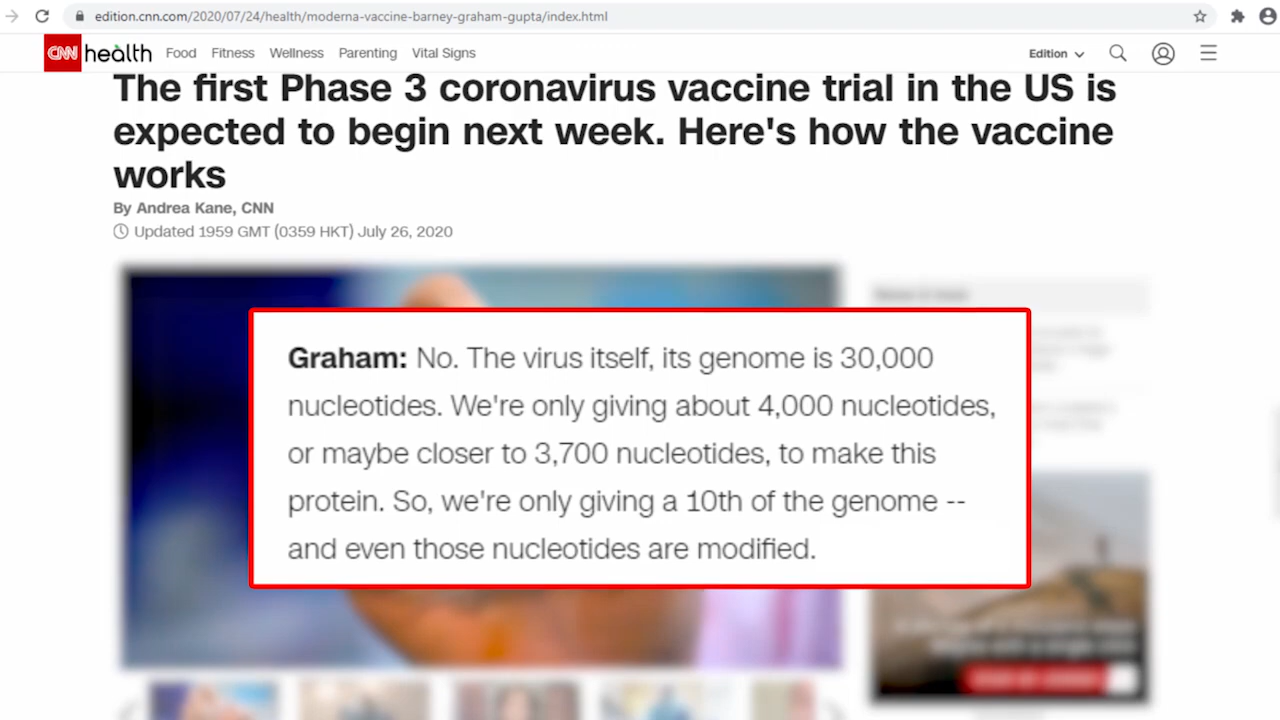 edition.cnn.com/2020/07/24/health/moderna-vaccine-barney-graham-gupta/index.html
CNN health Food Fitness Wellness Parenting Vital Signs Edition
The first Phase 3 coronavirus vaccine trial in the US is
expected to begin next week. Here's how the vaccine
works
By Andrea Kane, CNN
Updated 1959 GMT (0359 HKT) July 26, 2020
Graham: No. The virus itself, its genome is 30,000
nucleotides. We're only giving about 4,000 nucleotides,
or maybe closer to 3,700 nucleotides, to make this
protein. So, we're only giving a 10th of the genome --
and even those nucleotides are modified.